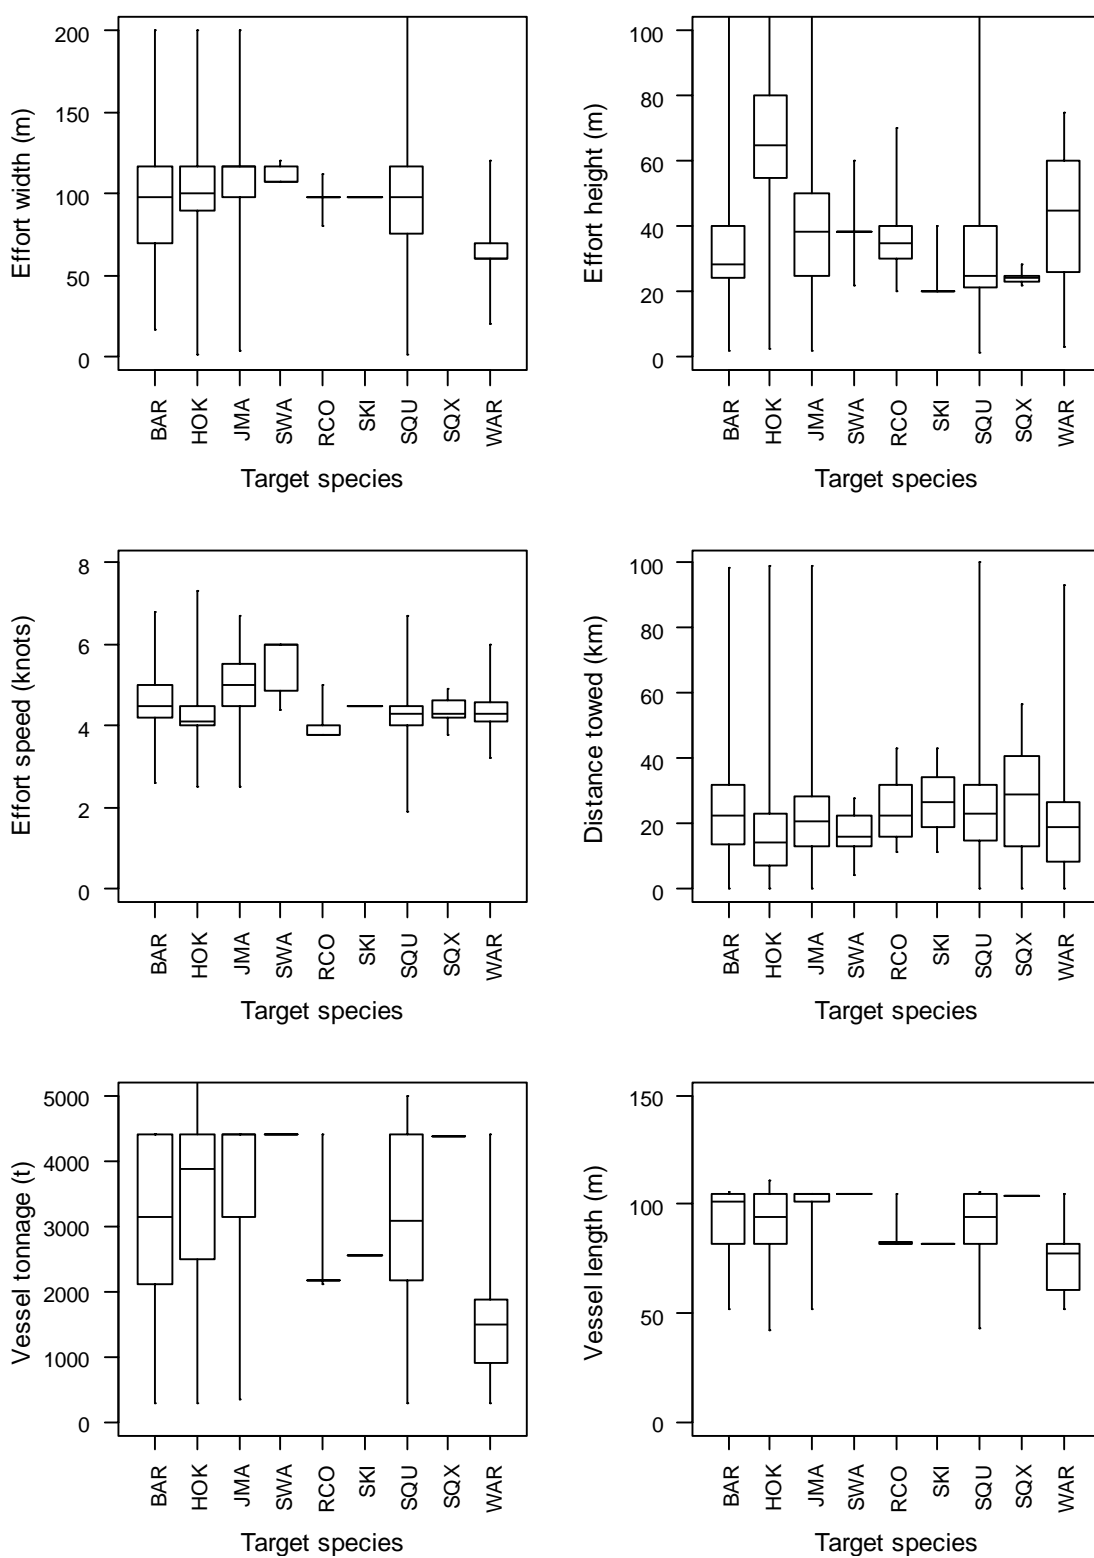 Effort width (m)
200
150
100
50
0
BAR HOK JMA SWA RCO SKI SQU SQX WAR
Target species
Effort height (m)
100
80
60
40
20
0
BAR HOK JMA SWA RCO SKI SQU SQX WAR
Target species
Effort speed (knots)
8
6
4
2
0
BAR HOK JMA SWA RCO SKI SQU SQX WAR
Target species
Distance towed (km)
100
80
60
40
20
0
BAR HOK JMA SWA RCO SKI SQU SQX WAR
Target species
Vessel tonnage (t)
5000
4000
3000
2000
1000
0
BAR HOK JMA SWA RCO SKI SQU SQX WAR
Target species
Vessel length (m)
150
100
50
0
BAR HOK JMA SWA RCO SKI SQU SQX WAR
Target species